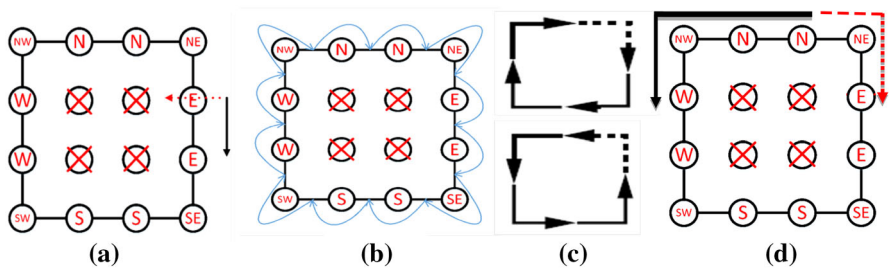 NW N N NE
W E
W E
SW S S SE
(a)
NW N N NE
W E
W E
SW S S SE
(b)
(c)
NW N N NE
W E
W E
SW S S SE
(d)